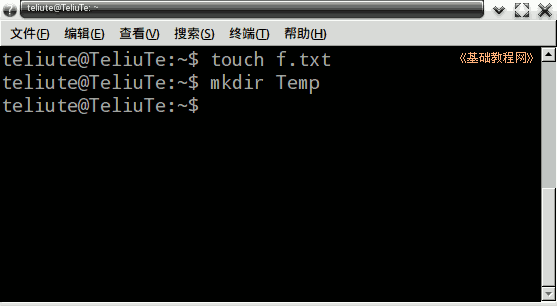 teliute@TeliuTe: ~
文件(F) 编辑(E) 查看(V) 搜索(S) 终端(T) 帮助(H)
teliute@TeliuTe:~$ touch f.txt
《基础教程网》
teliute@TeliuTe:~$ mkdir Temp
teliute@TeliuTe:~$